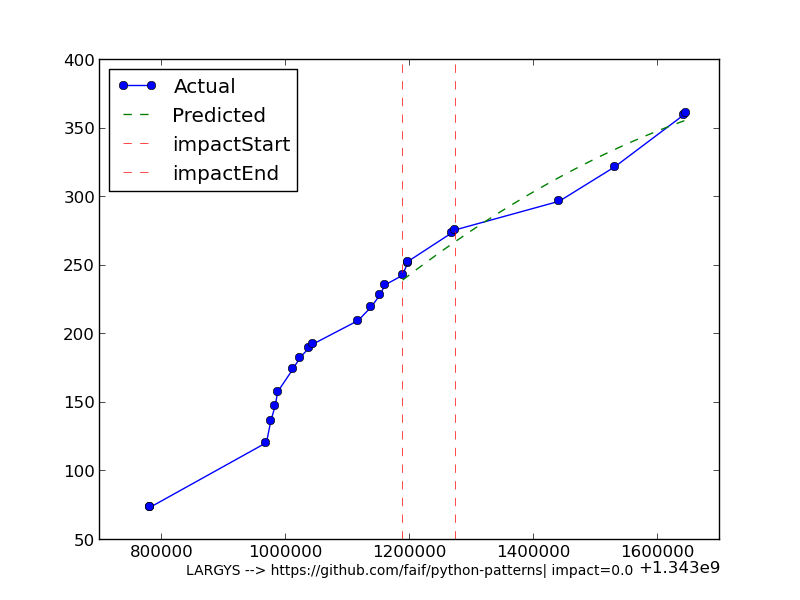 400
350
300
250
200
150
100
50
Actual
Predicted
impactStart
impactEnd
800000 1000000 1200000 1400000 1600000
LARGYS --> https://github.com/faif/python-patterns| impact=0.0 +1.343e9